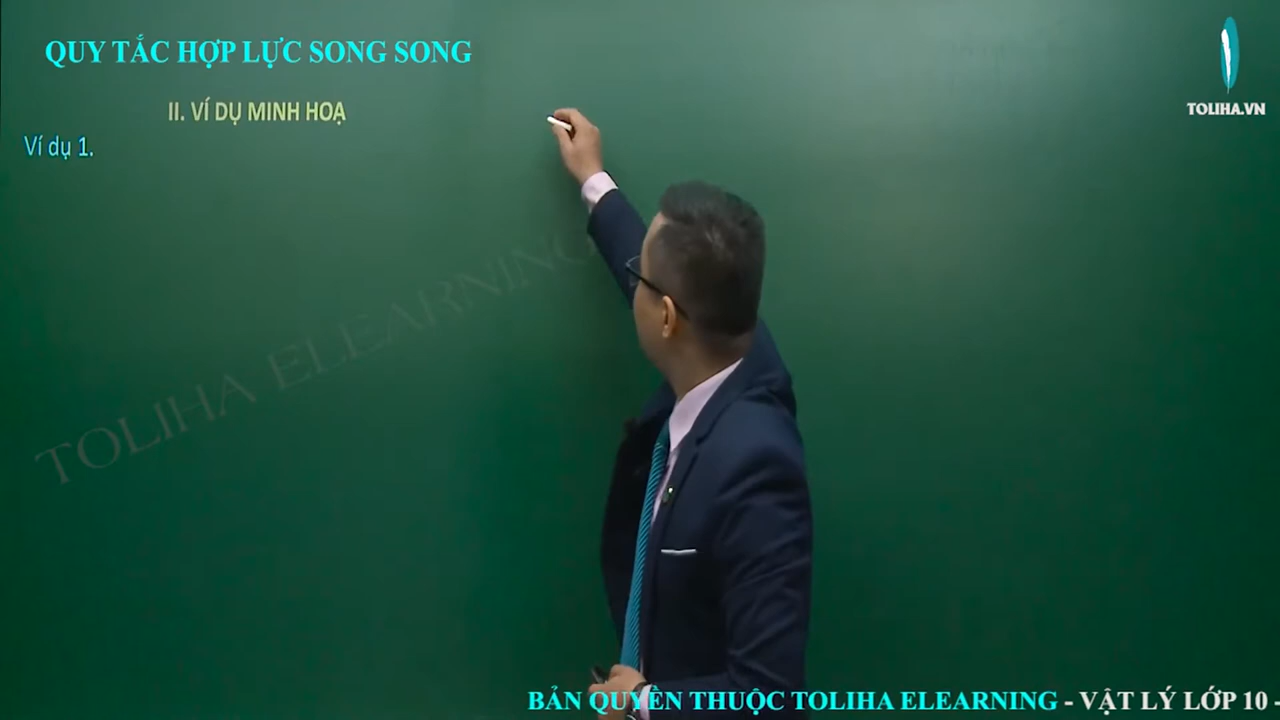 QUY TẮC HỢP LỰC SONG SONG
TOLIHA.VN
II. VÍ DỤ MINH HOẠ
Ví dụ 1.
TOLIHA ELEARNING
BẢN QUYỀN THUỘC TOLIHA ELEARNING - VẬT LÝ LỚP 10 -